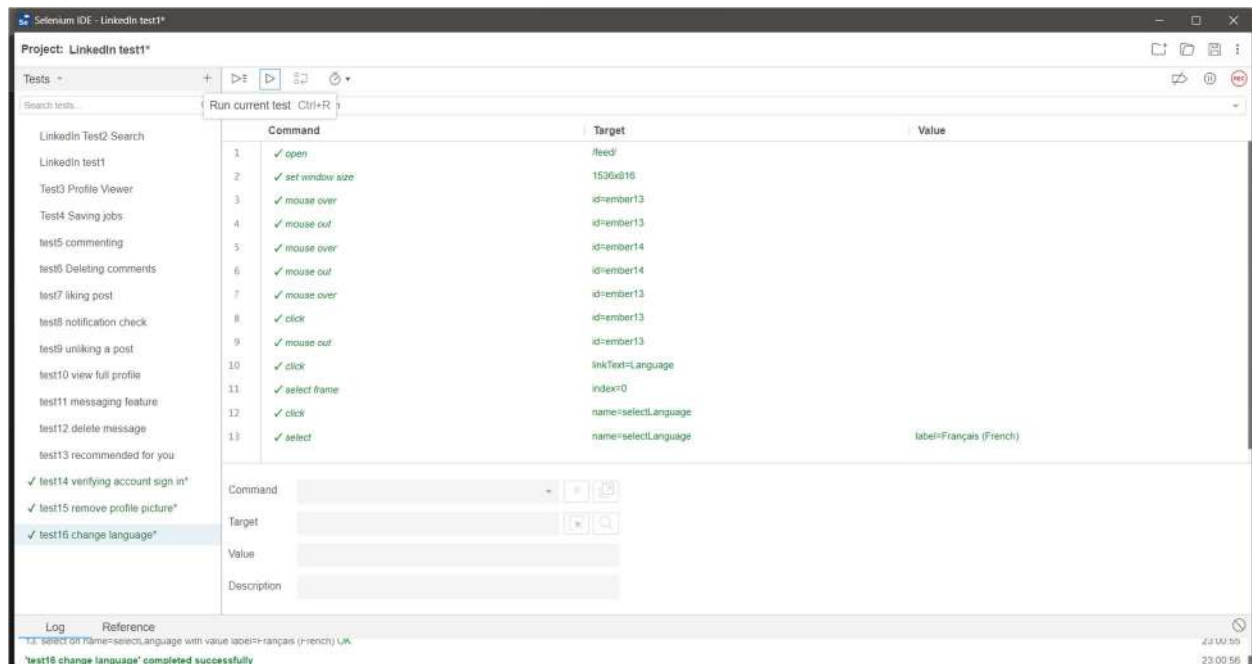 Selenium IDE - LinkedIn test1*
Project: LinkedIn test1*
Tests
Search tests...
Run current test Ctrl+R
Command Target Value
1 ✓ open /feed/
2 ✓ set window size 1536x816
3 ✓ mouse over id=ember13
4 ✓ mouse out id=ember13
5 ✓ mouse over id=ember14
6 ✓ mouse out id=ember14
7 ✓ mouse over id=ember13
8 ✓ click id=ember13
9 ✓ mouse out id=ember13
10 ✓ click linkText=Language
11 ✓ select frame index=0
12 ✓ click name=selectLanguage
13 ✓ select name=selectLanguage label=Français (French)
LinkedIn Test2 Search
LinkedIn test1
Test3 Profile Viewer
Test4 Saving jobs
test5 commenting
test6 Deleting comments
test7 liking post
test8 notification check
test9 unliking a post
test10 view full profile
test11 messaging feature
test12 delete message
test13 recommended for you
✓ test14 verifying account sign in*
✓ test15 remove profile picture*
✓ test16 change language*
Command
Target
Value
Description
Log Reference
13. select on name=selectLanguage with value label=Français (French) OK 23:00:55
'test16 change language' completed successfully 23:00:56